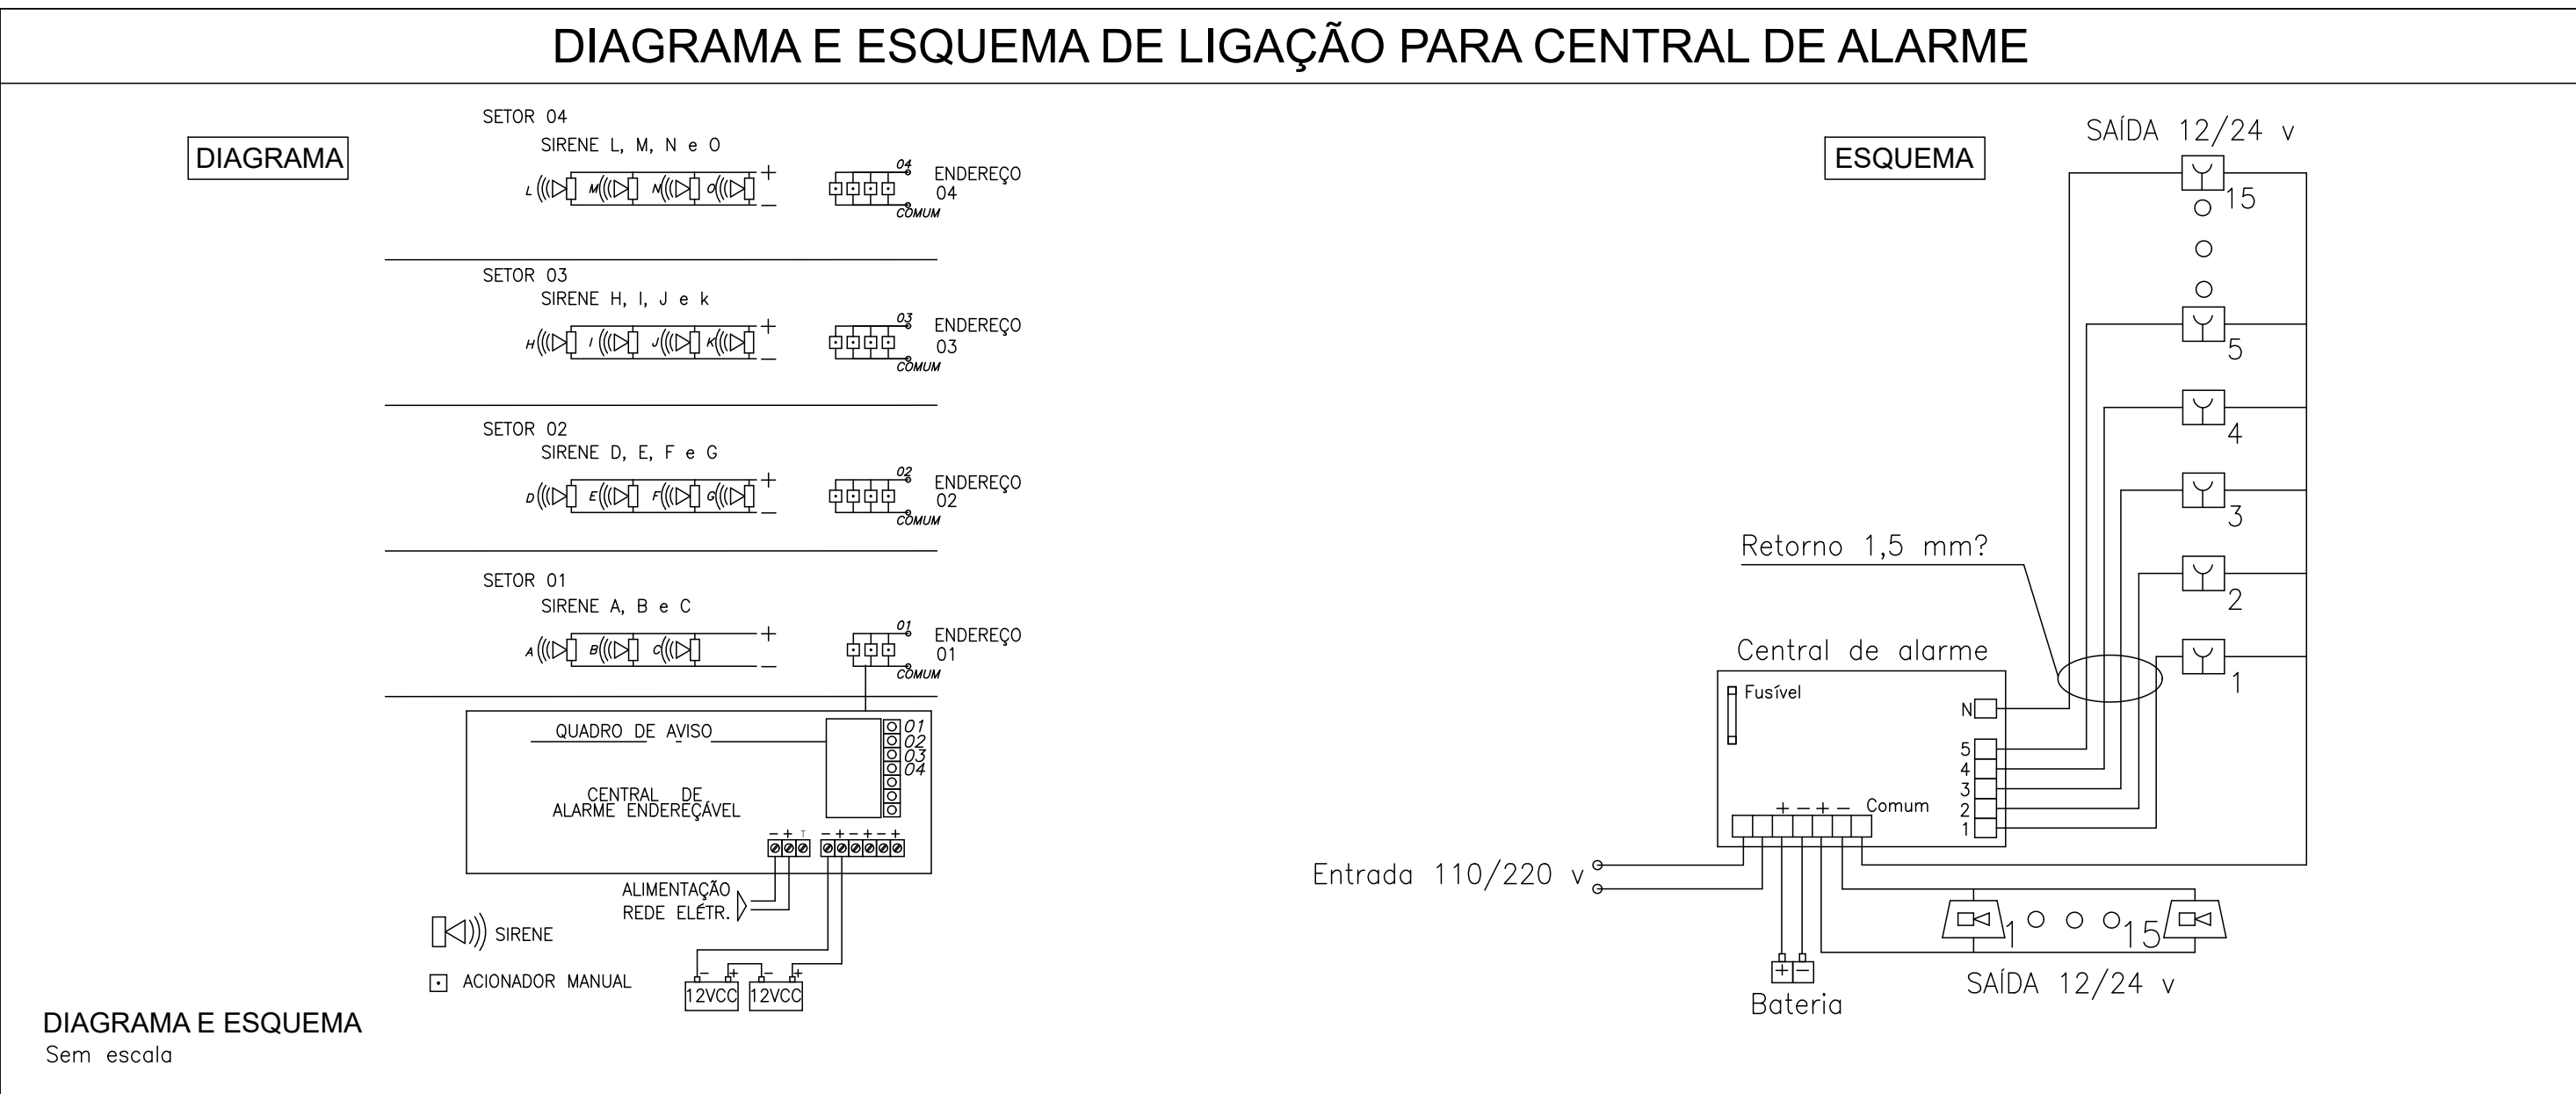 DIAGRAMA E ESQUEMA DE LIGAÇÃO PARA CENTRAL DE ALARME
DIAGRAMA
SETOR 04
SIRENE L, M, N e O
L M N O + −
04
COMUM
ENDEREÇO
04
SETOR 03
SIRENE H, I, J e k
H I J K + −
03
COMUM
ENDEREÇO
03
SETOR 02
SIRENE D, E, F e G
D E F G + −
02
COMUM
ENDEREÇO
02
SETOR 01
SIRENE A, B e C
A B C + −
01
COMUM
ENDEREÇO
01
QUADRO DE AVISO
01
02
03
04
CENTRAL DE
ALARME ENDEREÇÁVEL
− + T − + − + − +
ALIMENTAÇÃO
REDE ELÉTR.
SIRENE
ACIONADOR MANUAL
− + − +
12VCC 12VCC
DIAGRAMA E ESQUEMA
Sem escala
ESQUEMA
SAÍDA 12/24 v
15
5
4
3
2
1
Retorno 1,5 mm?
Central de alarme
Fusível
N
5
4
3
2
1
+ − + − Comum
Entrada 110/220 v
+ −
Bateria
1 15
SAÍDA 12/24 v